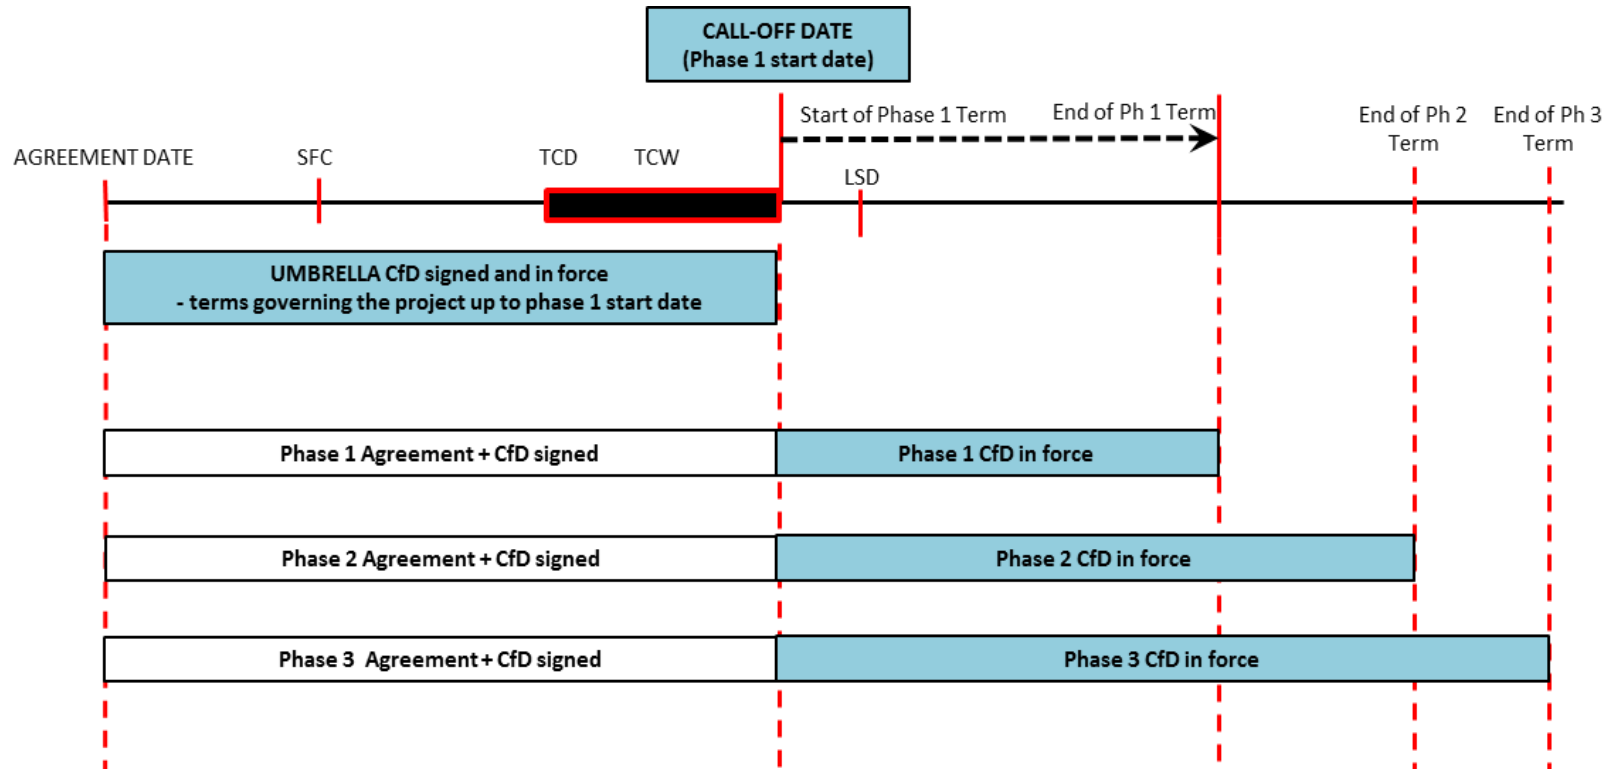 CALL-OFF DATE
(Phase 1 start date)
Start of Phase 1 Term
End of Ph 1 Term
End of Ph 2
Term
End of Ph 3
Term
AGREEMENT DATE
SFC
TCD
TCW
LSD
UMBRELLA CfD signed and in force
- terms governing the project up to phase 1 start date
Phase 1 Agreement + CfD signed
Phase 1 CfD in force
Phase 2 Agreement + CfD signed
Phase 2 CfD in force
Phase 3 Agreement + CfD signed
Phase 3 CfD in force